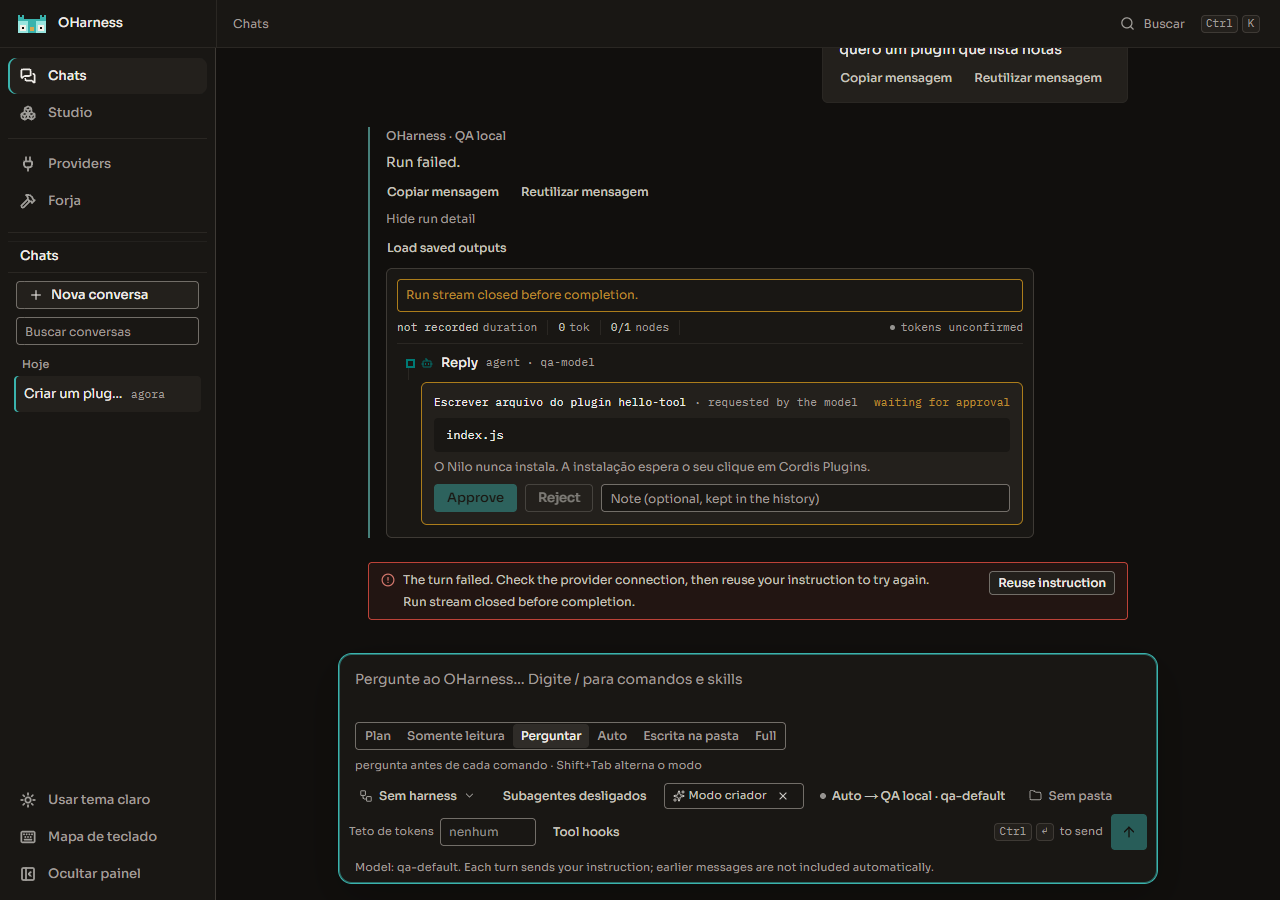 OHarness
Chats
Buscar Ctrl K
Chats
Studio
Providers
Forja
Chats
Nova conversa
Buscar conversas
Hoje
Criar um plug... agora
Usar tema claro
Mapa de teclado
Ocultar painel
quero um plugin que lista notas
Copiar mensagem Reutilizar mensagem
OHarness · QA local
Run failed.
Copiar mensagem Reutilizar mensagem
Hide run detail
Load saved outputs
Run stream closed before completion.
not recorded duration 0 tok 0/1 nodes tokens unconfirmed
Reply agent · qa-model
Escrever arquivo do plugin hello-tool · requested by the model waiting for approval
index.js
O Nilo nunca instala. A instalação espera o seu clique em Cordis Plugins.
Approve Reject Note (optional, kept in the history)
The turn failed. Check the provider connection, then reuse your instruction to try again. Reuse instruction
Run stream closed before completion.
Pergunte ao OHarness... Digite / para comandos e skills
Plan Somente leitura Perguntar Auto Escrita na pasta Full
pergunta antes de cada comando · Shift+Tab alterna o modo
Sem harness Subagentes desligados Modo criador × Auto → QA local · qa-default Sem pasta
Teto de tokens nenhum Tool hooks Ctrl ↵ to send
Model: qa-default. Each turn sends your instruction; earlier messages are not included automatically.